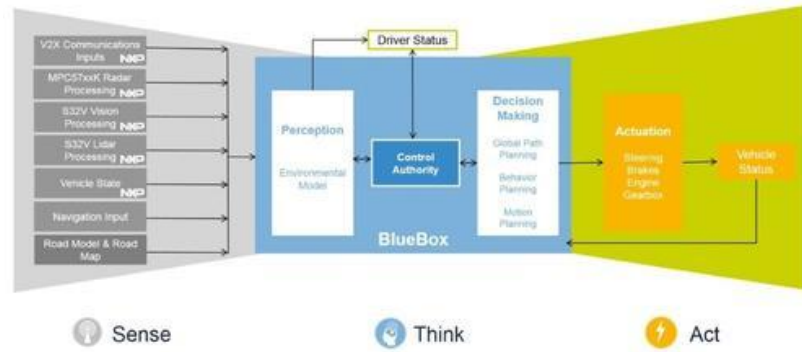 V2X Communications
Inputs NXP
MPC57xxK Radar
Processing NXP
S32V Vision
Processing NXP
S32V Lidar
Processing NXP
Vehicle State
NXP
Navigation Input
Road Model & Road
Map
Driver Status
Perception
Environmental
Model
Control
Authority
Decision
Making
Global Path
Planning
Behavior
Planning
Motion
Planning
BlueBox
Actuation
Steering
Brakes
Engine
Gearbox
Vehicle
Status
Sense
Think
Act